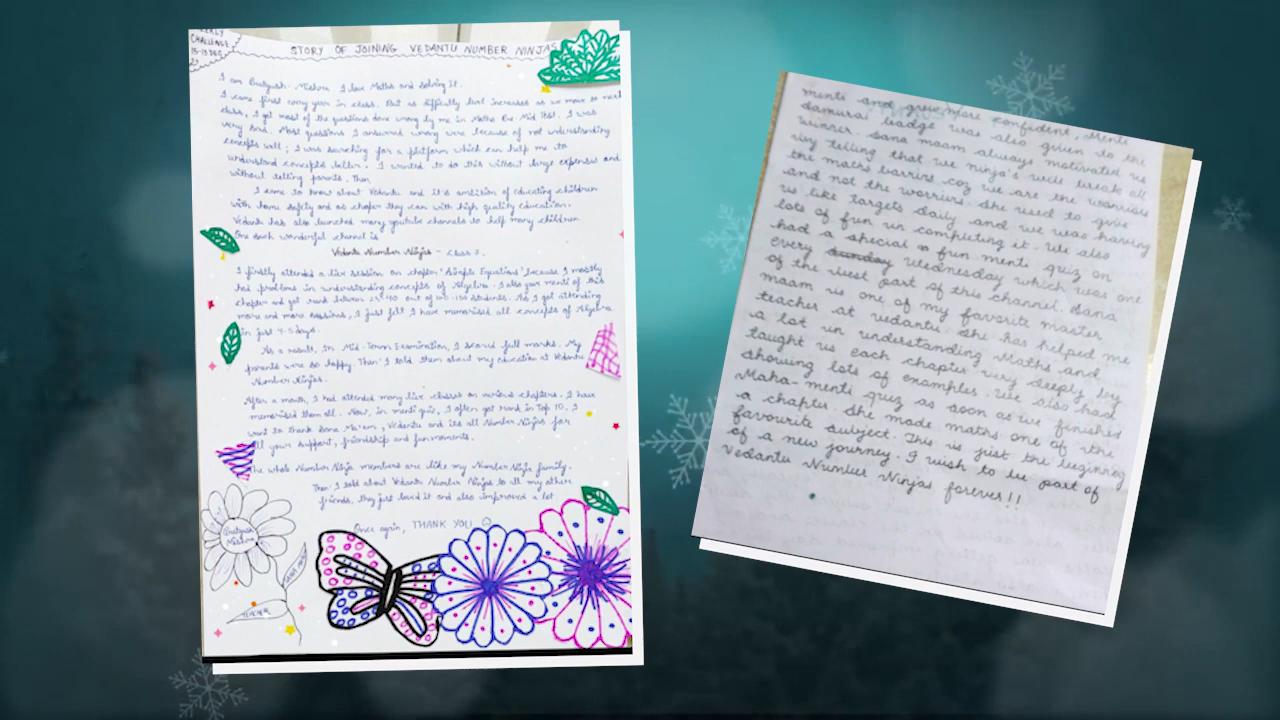 WEEKLY
CHALLENGE
15-18 DEC
STORY OF JOINING VEDANTU NUMBER NINJAS
I am Pratyush Mishra. I love Maths and Solving It.
I came first every year in class. But as difficulty level increases as we move to next
class, I got most of the questions done wrong by me in Maths Pre Mid Test. I was
very sad. Most questions I answered wrong were because of not understanding
concepts well; I was searching for a platform which can help me to
understand concepts better. I wanted to do this without large expenses and
without telling parents. Then
I came to know about Vedantu and it's ambition of educating children
with home safety and as cheaper they can with high quality education.
Vedantu has also launched many youtube channels to help many children
One such wonderful channel is
Vedantu Number Ninjas - Class 7.
I firstly attended a live session on chapter 'Simple Equations' because I mostly
had problems in understanding concepts of Algebra. I also gave menti of this
chapter and got rank between out of 100-150 students. As I got attending
more and more sessions, I just felt I have memorised all concepts of Algebra
in just 4-5 days.
As a result, In Mid-Term Examination, I scored full marks. My
parents were so happy. Then I told them about my education at Vedantu
Number Ninjas.
After a month, I had attended many live classes on various chapters. I have
memorised them all. Now, in menti quiz, I often get rank in Top 10. I
want to thank Sana Ma'am, Vedantu and its all Number Ninjas for
all your support, friendship and fun moments.
The whole Number Ninja members are like my Number Ninja family.
Then I told about Vedantu Number Ninjas to all my other
friends, they just loved it and also improved a lot
Once again, THANK YOU!
Pratyush
Mishra
TEACHER
menti and grew more confident. Menti
samurai badge was also given to the
winner. Sana maam always motivated us
by telling that we ninja's will break all
the maths barrirs coz we are the warriors
and not the worriors. She used to give
us like targets daily and we was having
lots of fun in competing it. We also
had a special fun menti quiz on
every sunday wednesday which was one
of the best part of this channel. Sana
maam is one of my favorite master
teacher at vedantu. She has helped me
a lot in understanding Maths and
taught us each chapter very deeply by
showing lots of examples. We also had
Maha-menti quiz as soon as we finished
a chapter. She made maths one of the
favourite subject. This is just the beginning
of a new journey. I wish to be part of
Vedantu Number Ninjas forever!!